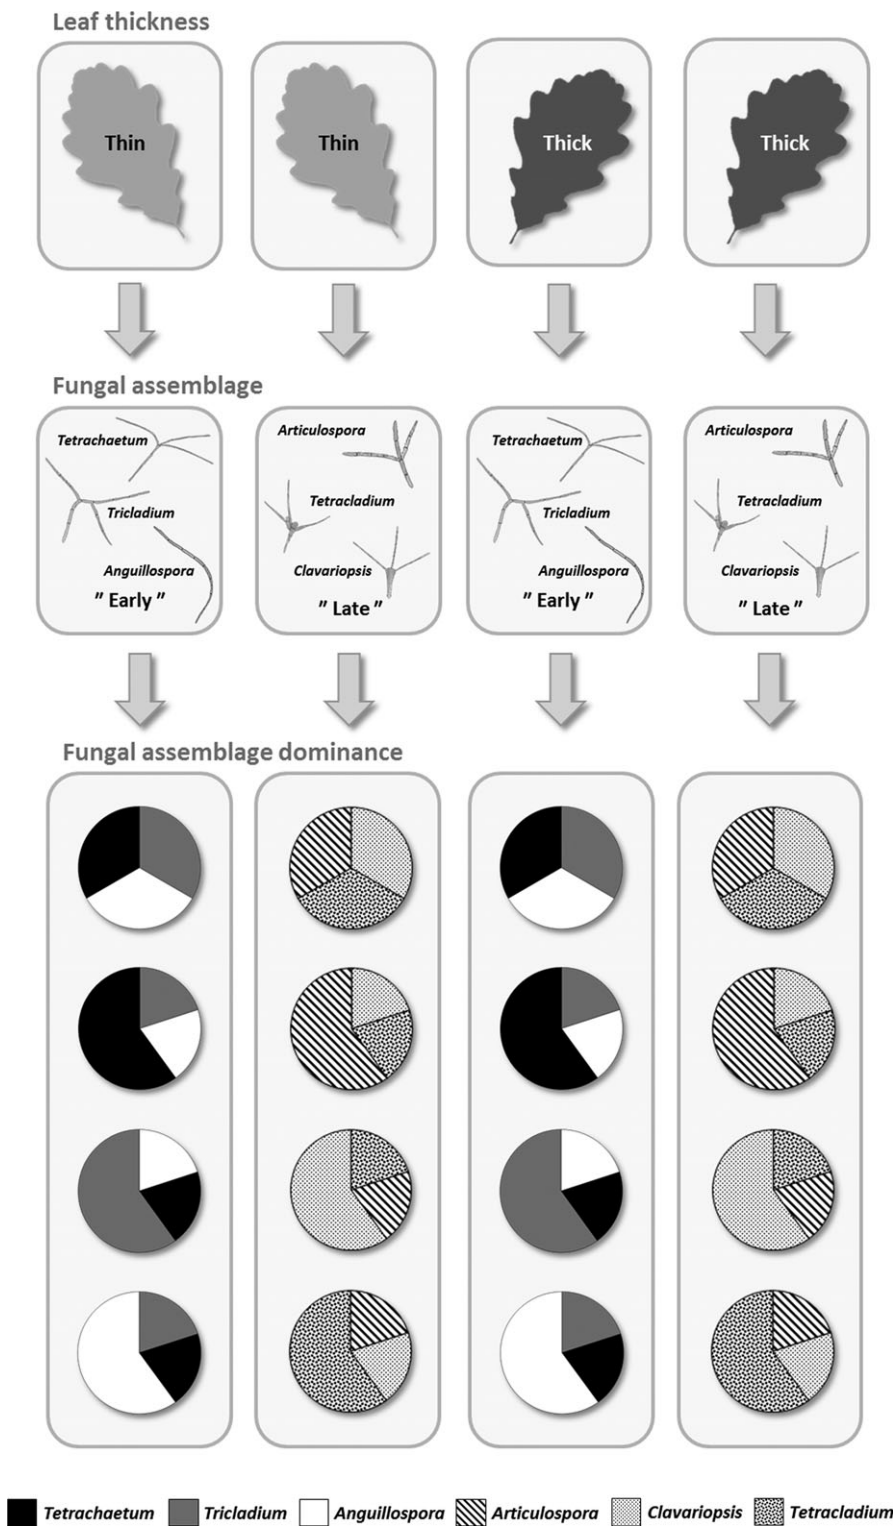 Leaf thickness
Thin Thin Thick Thick
Fungal assemblage
Tetrachaetum
Tricladium
Anguillospora
" Early "
Articulospora
Tetracladium
Clavariopsis
" Late "
Tetrachaetum
Tricladium
Anguillospora
" Early "
Articulospora
Tetracladium
Clavariopsis
" Late "
Fungal assemblage dominance
Tetrachaetum Tricladium Anguillospora Articulospora Clavariopsis Tetracladium